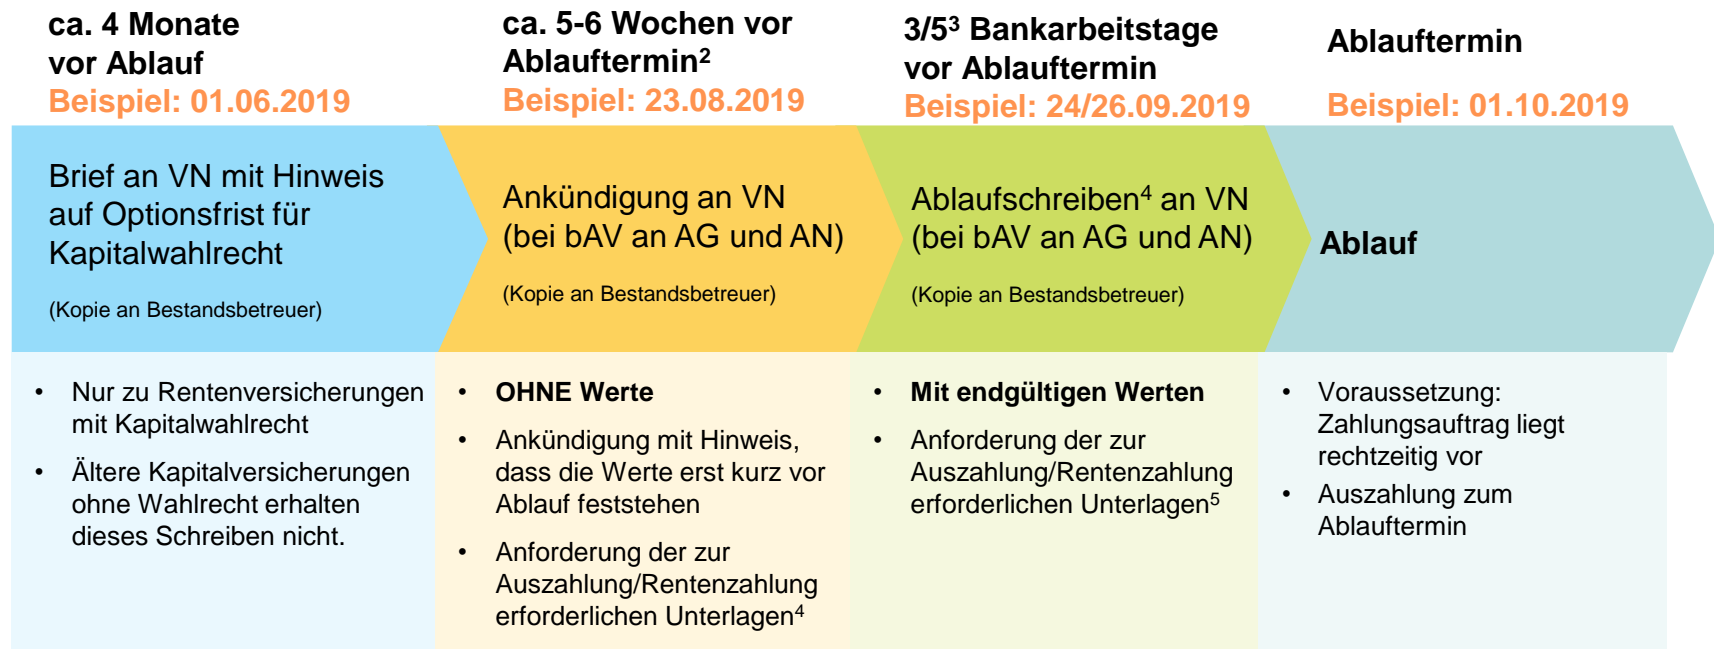 ca. 4 Monate
vor Ablauf
Beispiel: 01.06.2019
ca. 5-6 Wochen vor
Ablauftermin²
Beispiel: 23.08.2019
3/5³ Bankarbeitstage
vor Ablauftermin
Beispiel: 24/26.09.2019
Ablauftermin
Beispiel: 01.10.2019
Brief an VN mit Hinweis
auf Optionsfrist für
Kapitalwahlrecht
(Kopie an Bestandsbetreuer)
Ankündigung an VN
(bei bAV an AG und AN)
(Kopie an Bestandsbetreuer)
Ablaufschreiben⁴ an VN
(bei bAV an AG und AN)
(Kopie an Bestandsbetreuer)
Ablauf
• Nur zu Rentenversicherungen
mit Kapitalwahlrecht
• Ältere Kapitalversicherungen
ohne Wahlrecht erhalten
dieses Schreiben nicht.
• OHNE Werte
• Ankündigung mit Hinweis,
dass die Werte erst kurz vor
Ablauf feststehen
• Anforderung der zur
Auszahlung/Rentenzahlung
erforderlichen Unterlagen⁴
• Mit endgültigen Werten
• Anforderung der zur
Auszahlung/Rentenzahlung
erforderlichen Unterlagen⁵
• Voraussetzung:
Zahlungsauftrag liegt
rechtzeitig vor
• Auszahlung zum
Ablauftermin